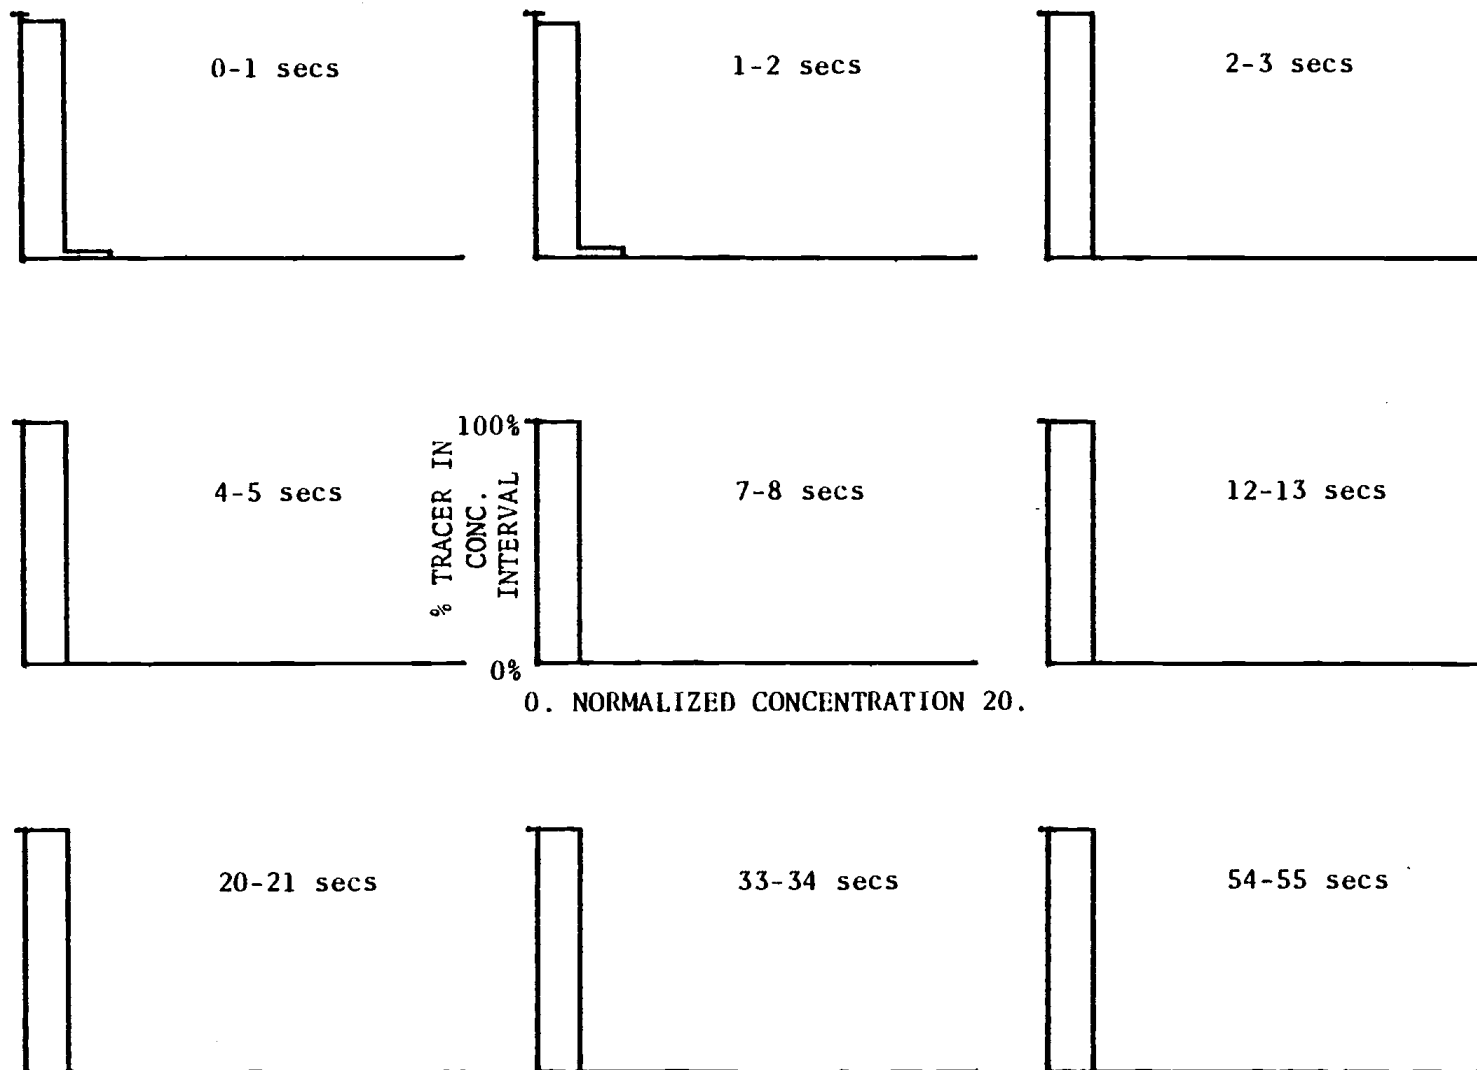 0-1 secs
1-2 secs
2-3 secs
4-5 secs
100%
% TRACER IN
CONC.
INTERVAL
0%
7-8 secs
12-13 secs
0. NORMALIZED CONCENTRATION 20.
20-21 secs
33-34 secs
54-55 secs